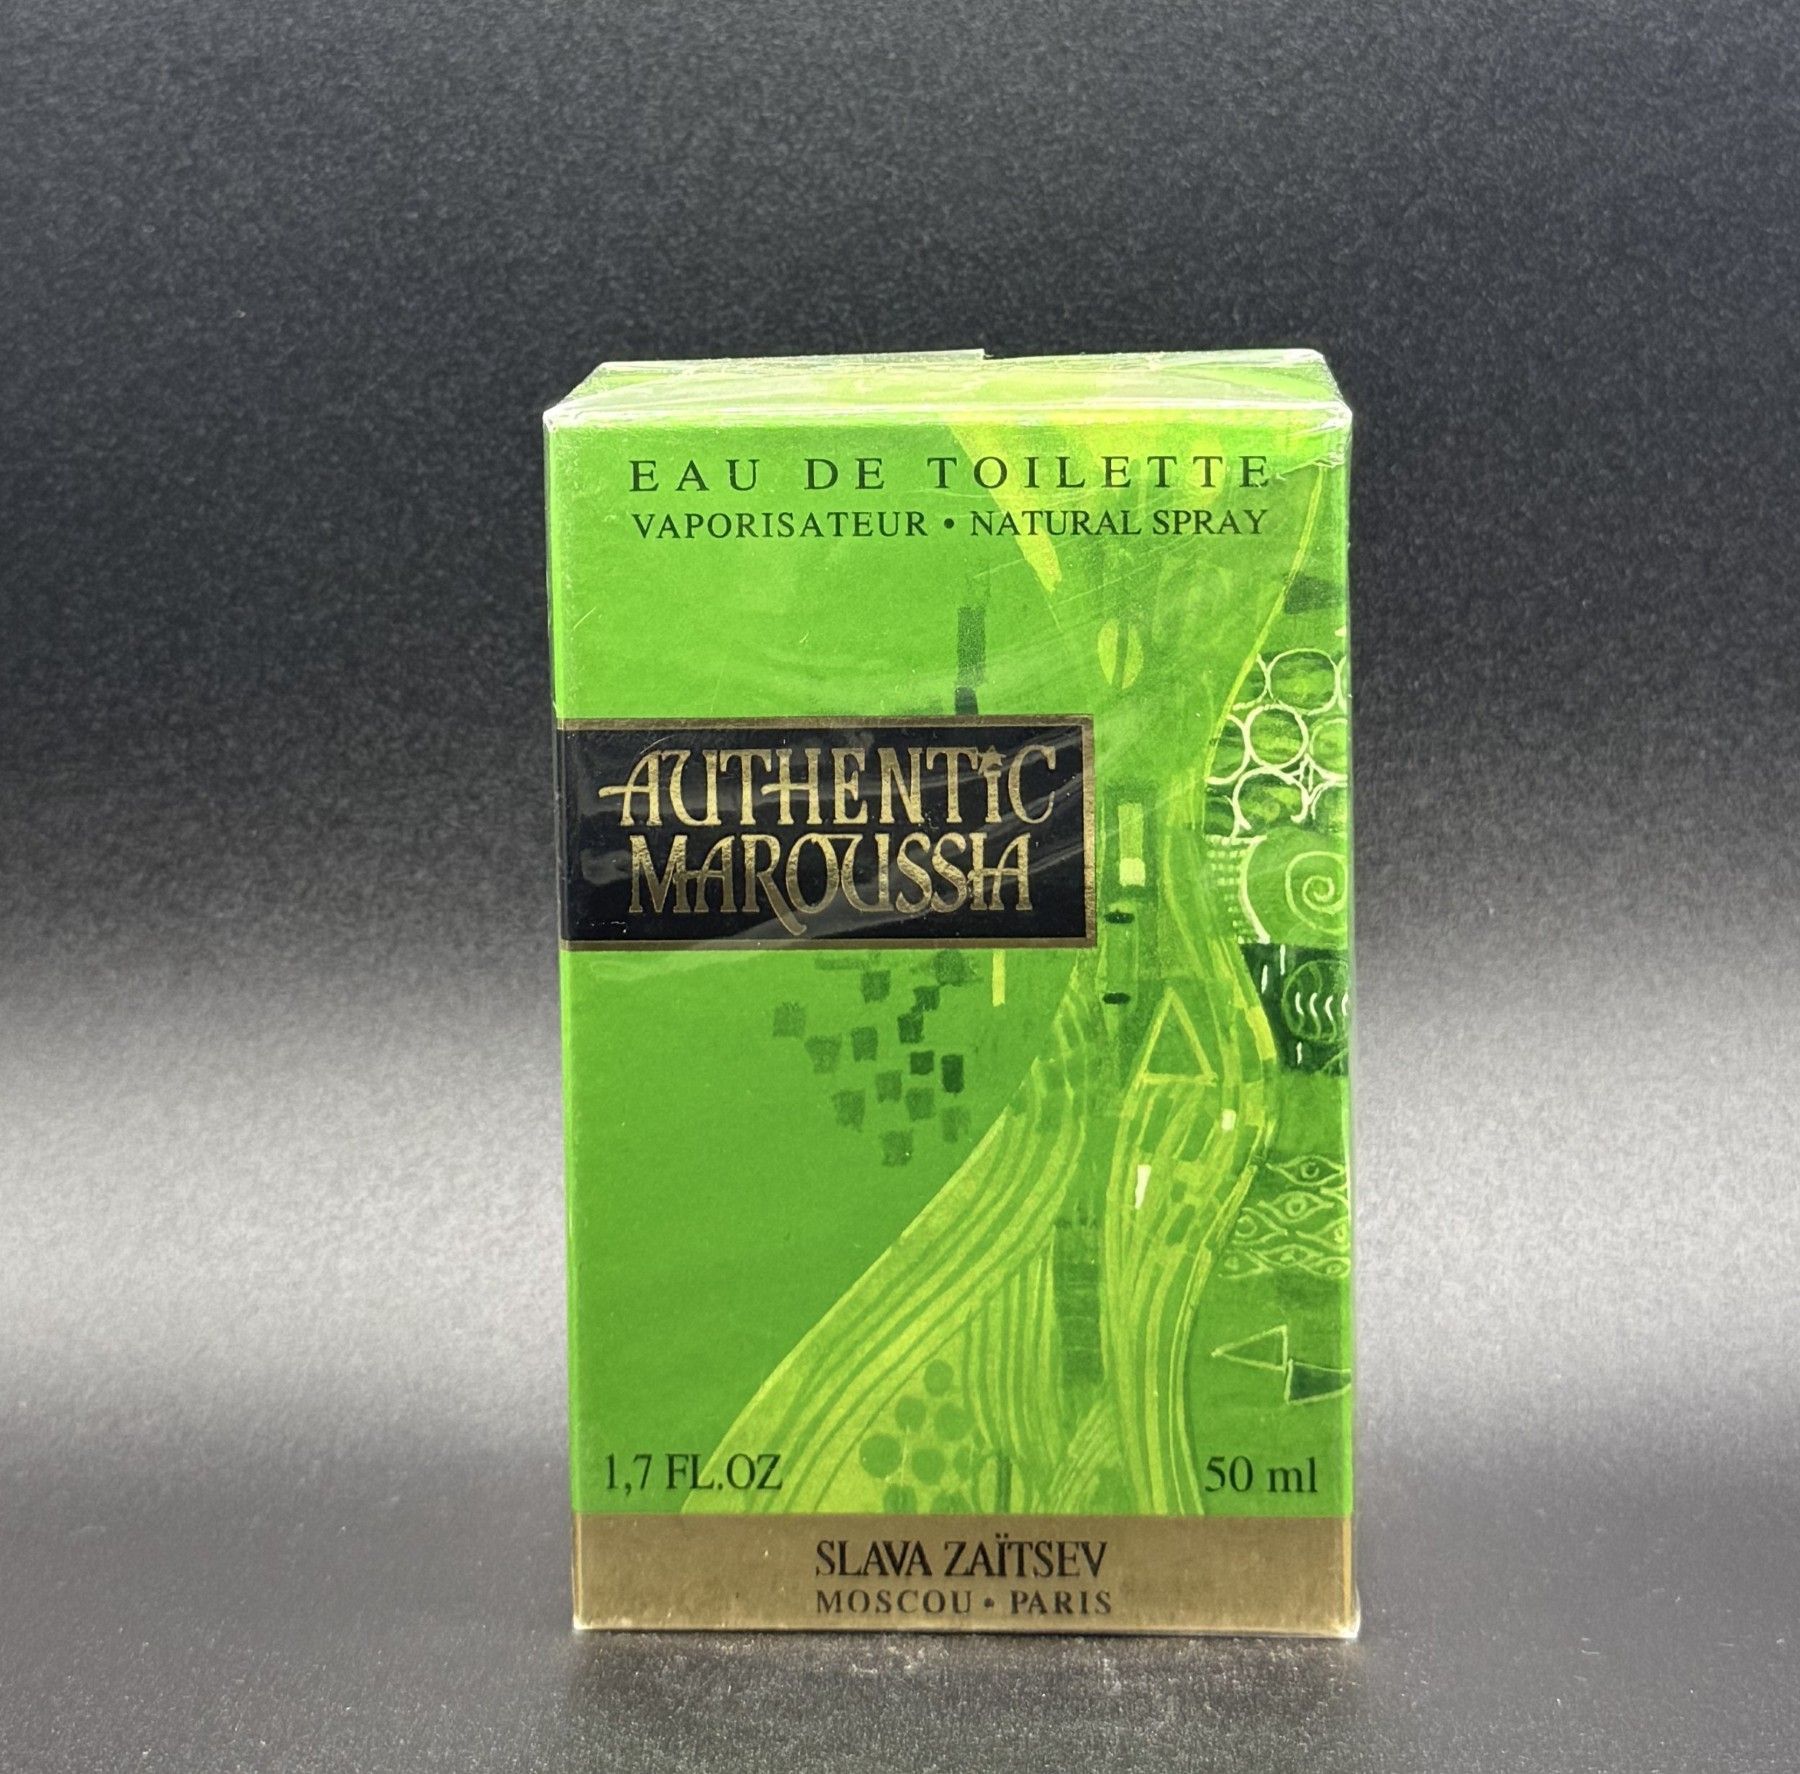 EAU DE TOILETTE
VAPORISATEUR • NATURAL SPRAY
AUTHENTiC
MAROUSSIA
1,7 FL.OZ
50 ml
SLAVA ZAÏTSEV
MOSCOU • PARIS